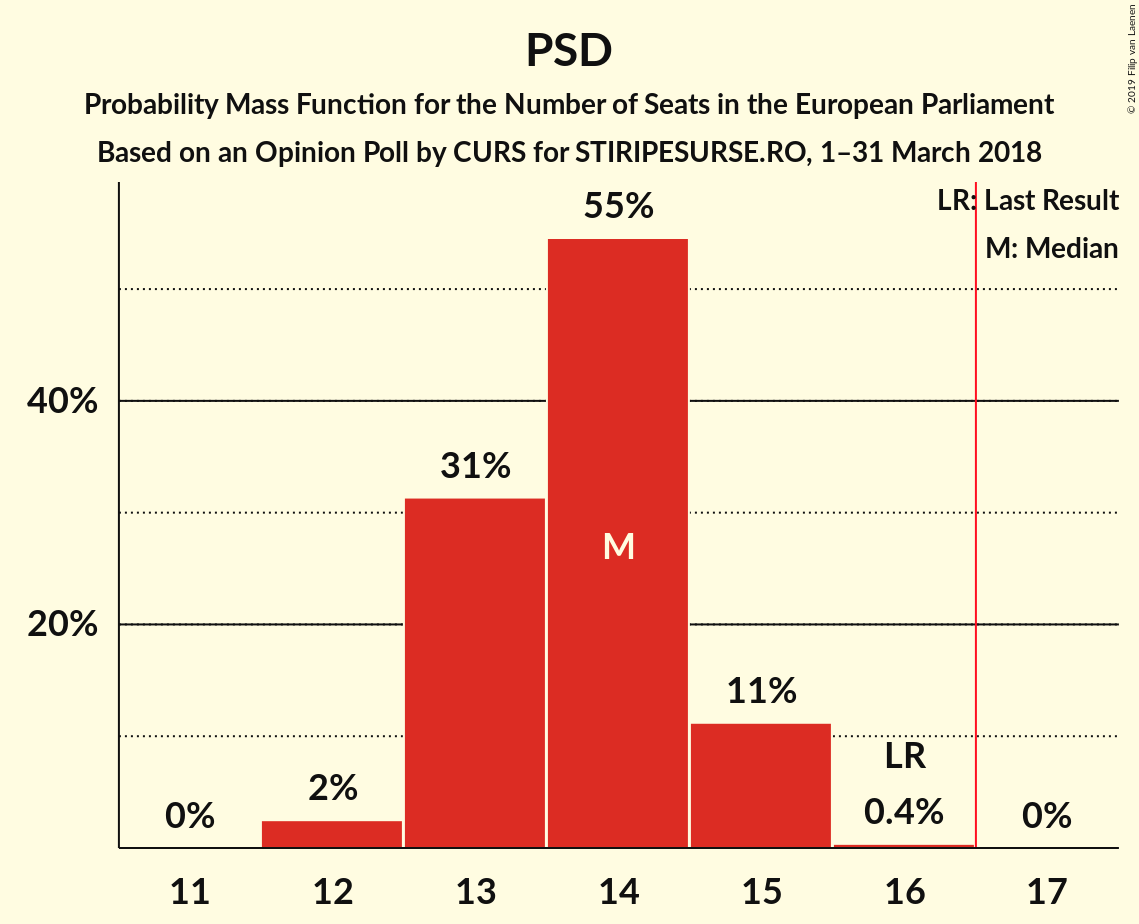 PSD
Probability Mass Function for the Number of Seats in the European Parliament
Based on an Opinion Poll by CURS for STIRIPESURSE.RO, 1–31 March 2018
© 2019 Filip van Laenen
LR: Last Result
M: Median
55%
40%
31%
M
20%
11%
LR
2%
0%
0.4%
0%
11 12 13 14 15 16 17